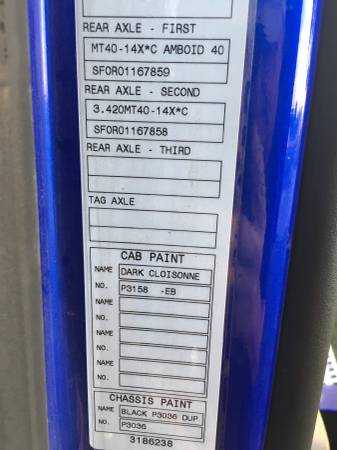 REAR AXLE - FIRST
MT40-14X*C AMBOID 40
SF0R01167859
REAR AXLE - SECOND
3.420MT40-14X*C
SF0R01167858
REAR AXLE - THIRD
TAG AXLE
CAB PAINT
NAME DARK CLOISONNE
NO. P3158 -EB
NAME
NO.
NAME
NO.
NAME
NO.
CHASSIS PAINT
NAME BLACK P3036 DUP
NO. P3036
3186238